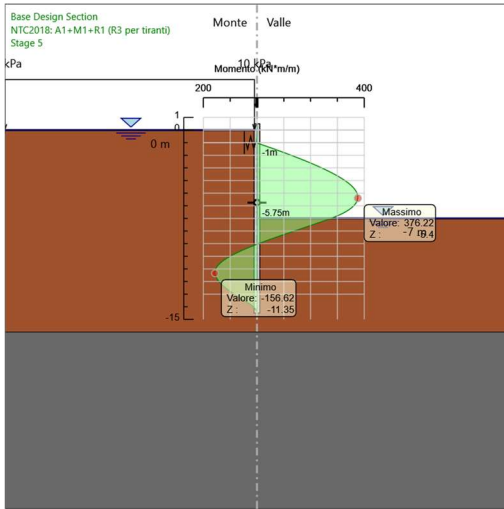 Base Design Section
NTC2018: A1+M1+R1 (R3 per tiranti)
Stage 5
Monte Valle
kPa
10 kPa
Momento (kN*m/m)
200
400
1
0
0 m
-1m
-5.75m
Massimo
Valore: 376.22
Z :
-7 m
Minimo
Valore: -156.62
Z : -11.35
-15